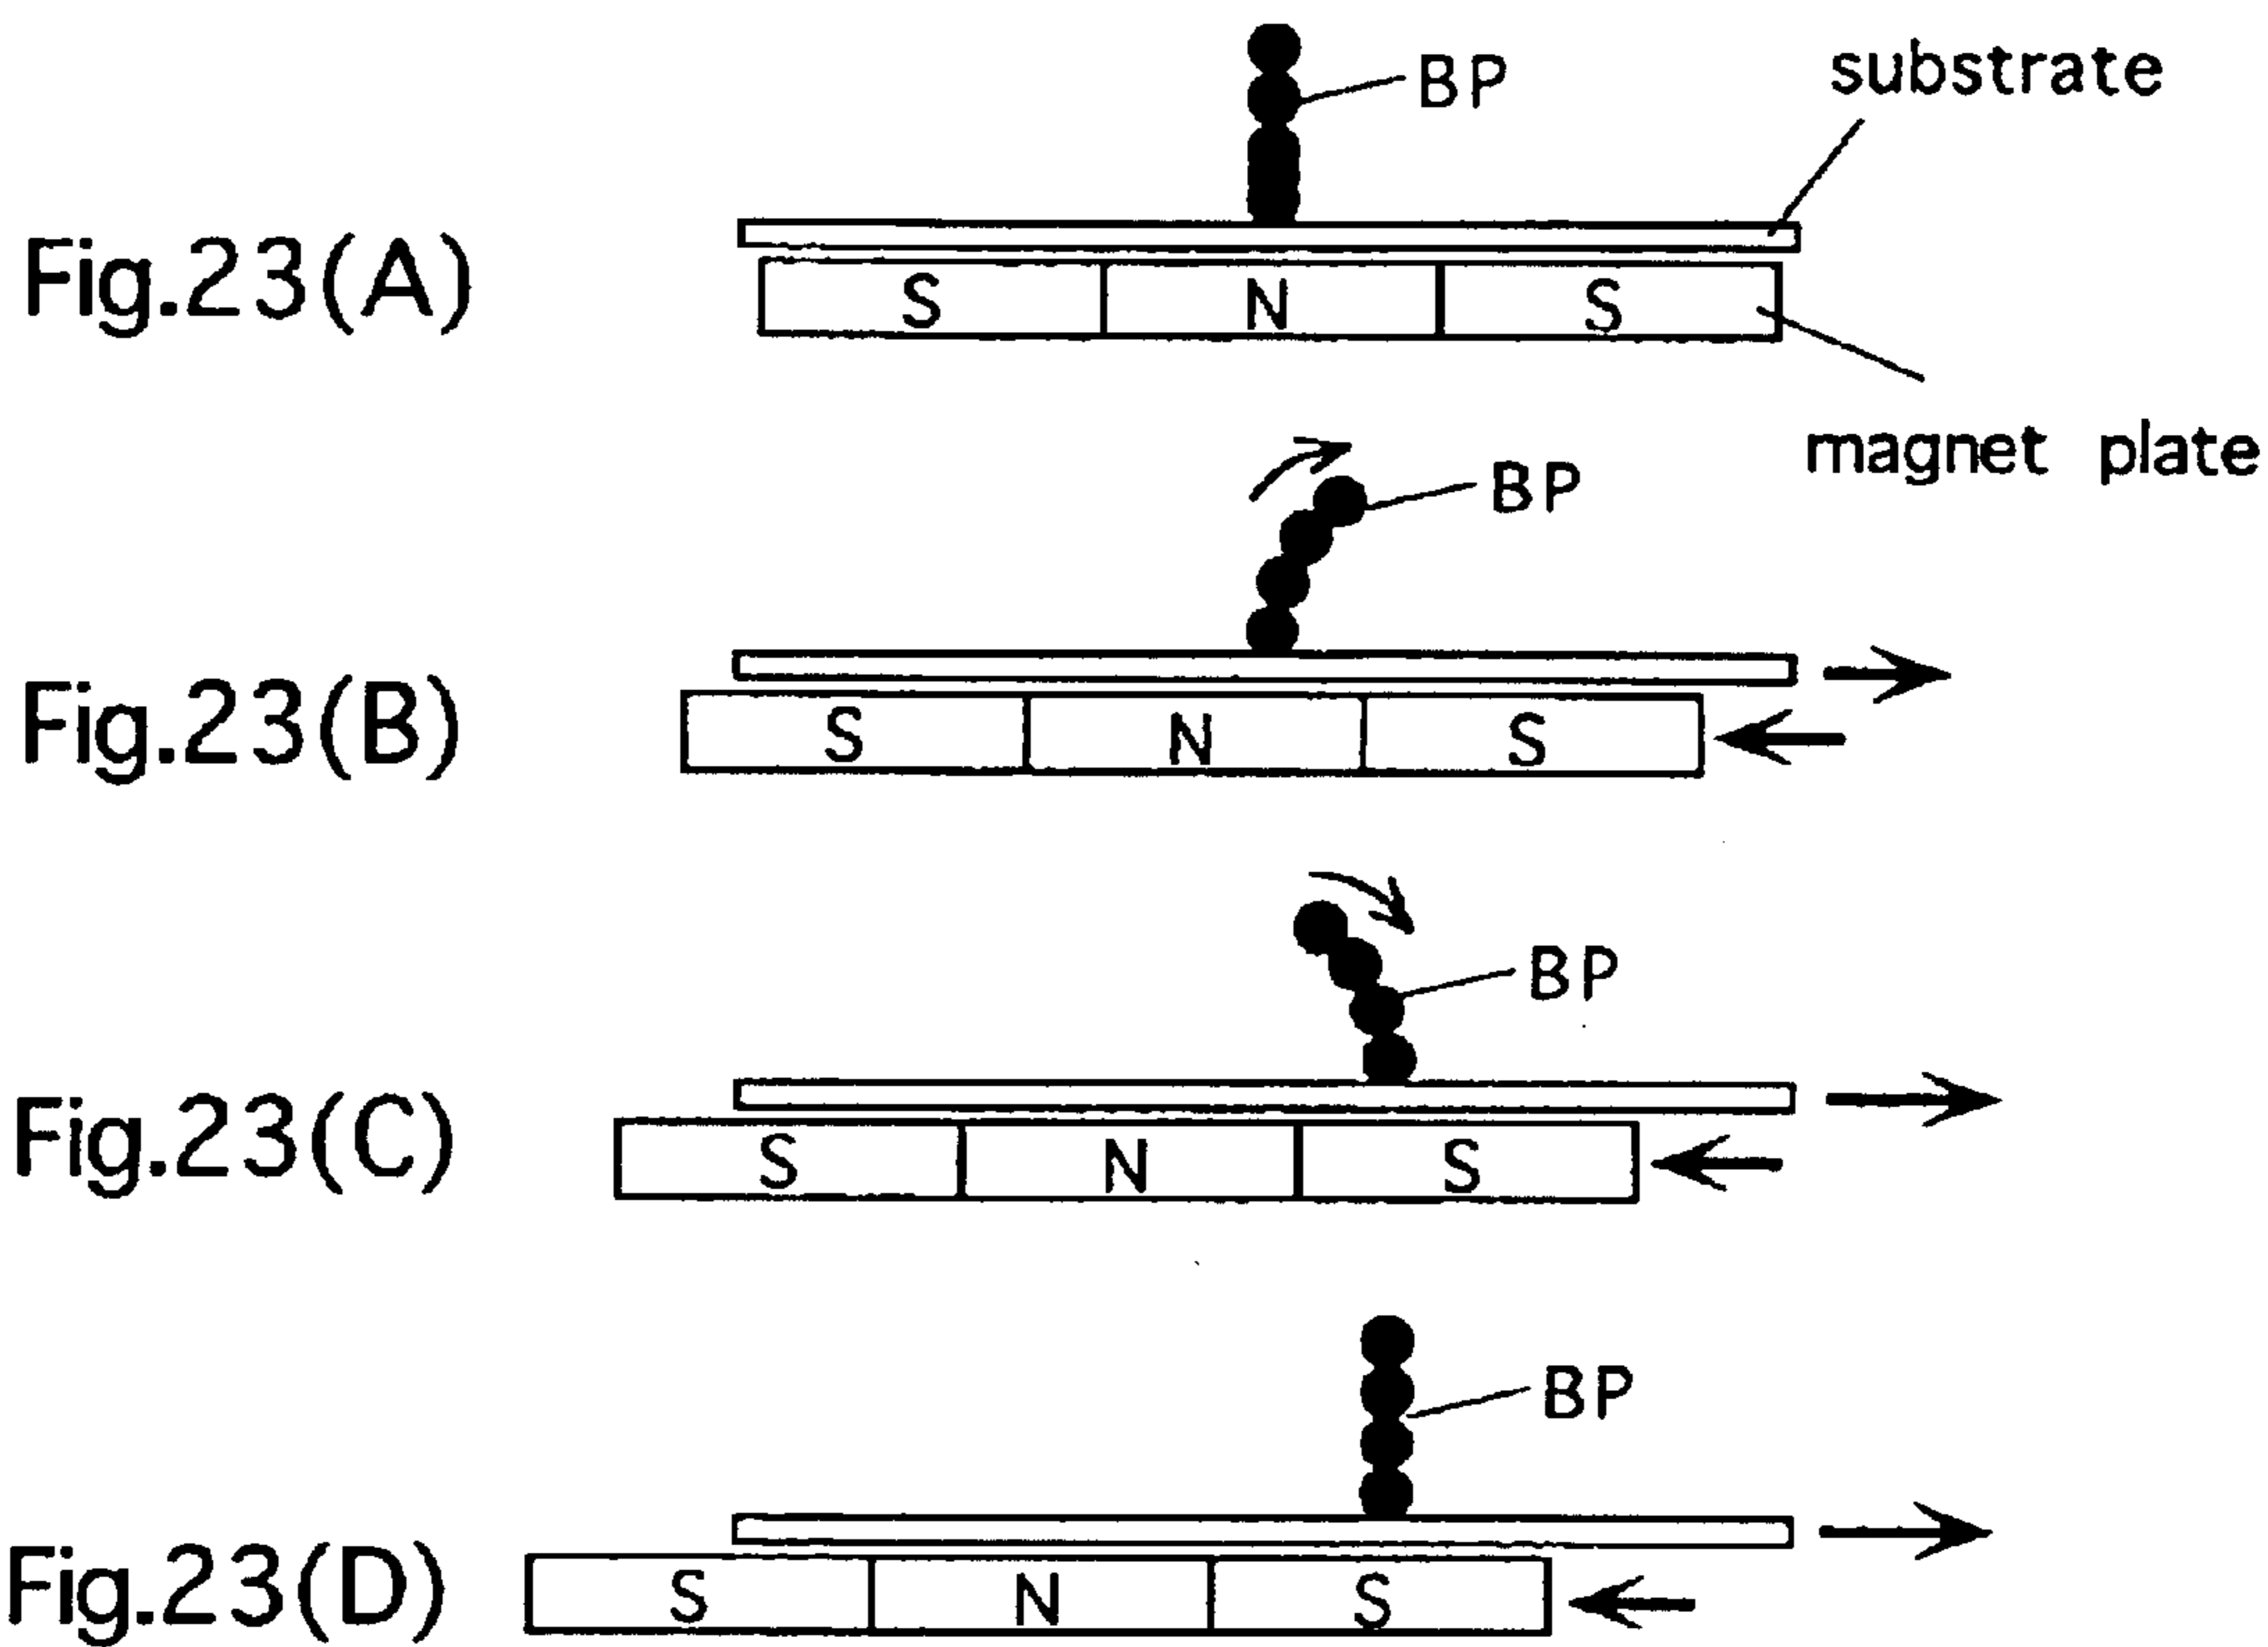 BP
substrate
Fig.23(A)
S N S
magnet plate
BP
Fig.23(B)
S N S
BP
Fig.23(C)
S N S
BP
Fig.23(D)
S N S